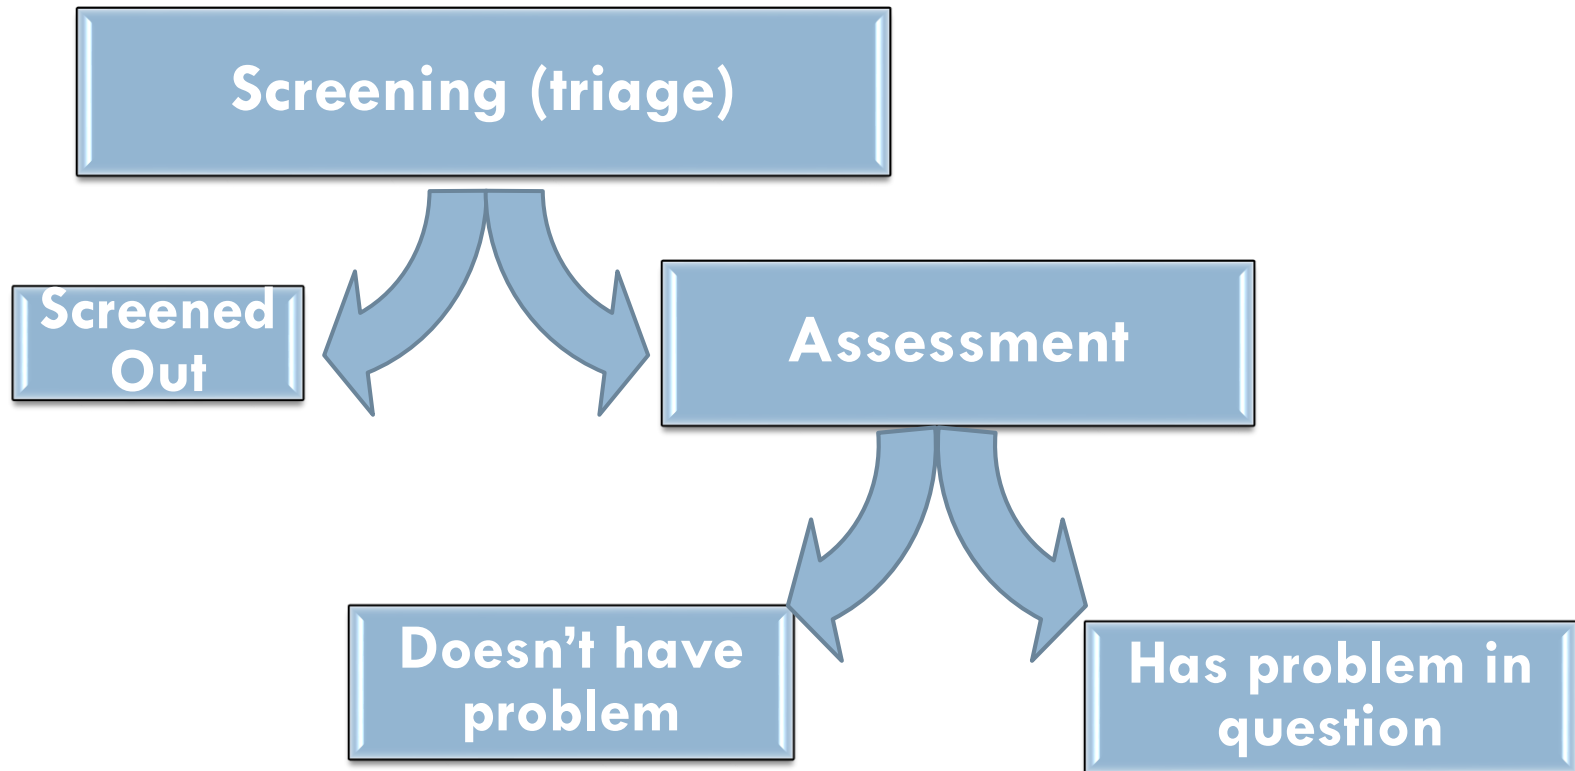 Screening (triage)
Screened
Out
Assessment
Doesn’t have
problem
Has problem in
question